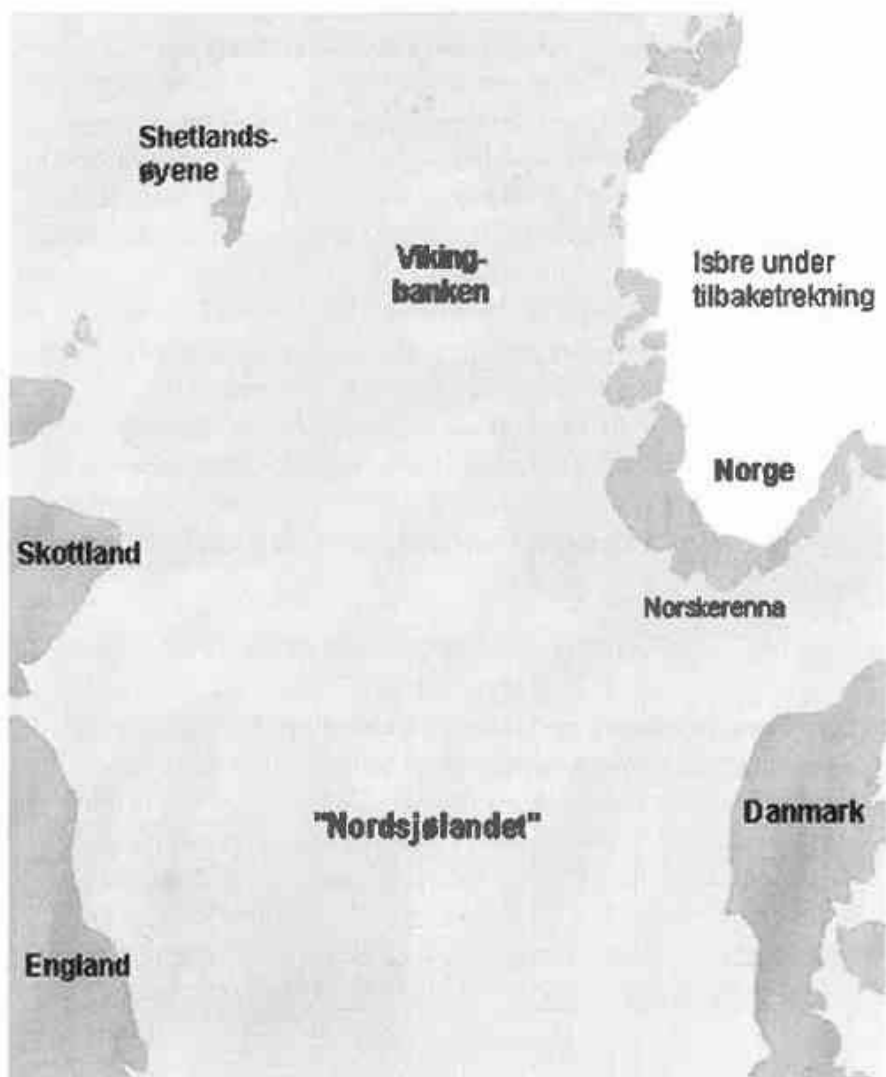 Shetlands-
øyene
Viking-
banken
Isbre under
tilbaketrekning
Norge
Skottland
Norskerenna
"Nordsjølandet"
Danmark
England